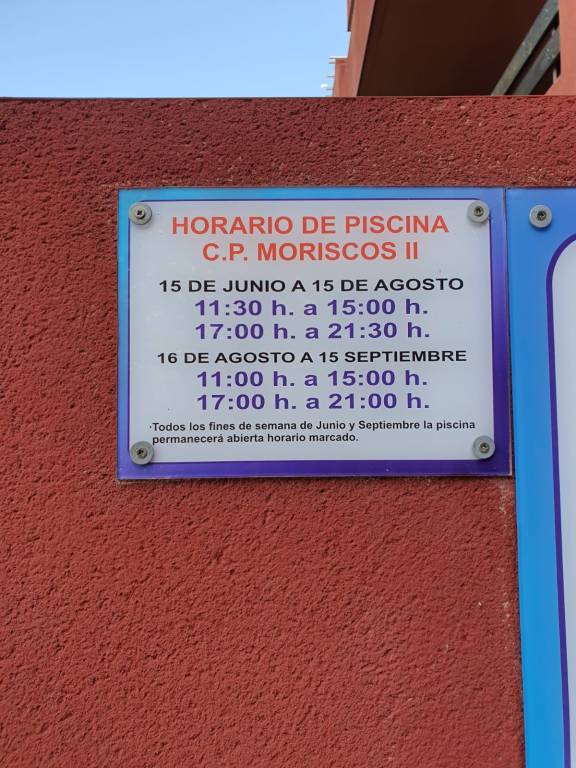 HORARIO DE PISCINA
C.P. MORISCOS II
15 DE JUNIO A 15 DE AGOSTO
11:30 h. a 15:00 h.
17:00 h. a 21:30 h.
16 DE AGOSTO A 15 SEPTIEMBRE
11:00 h. a 15:00 h.
17:00 h. a 21:00 h.
·Todos los fines de semana de Junio y Septiembre la piscina
permanecerá abierta horario marcado.